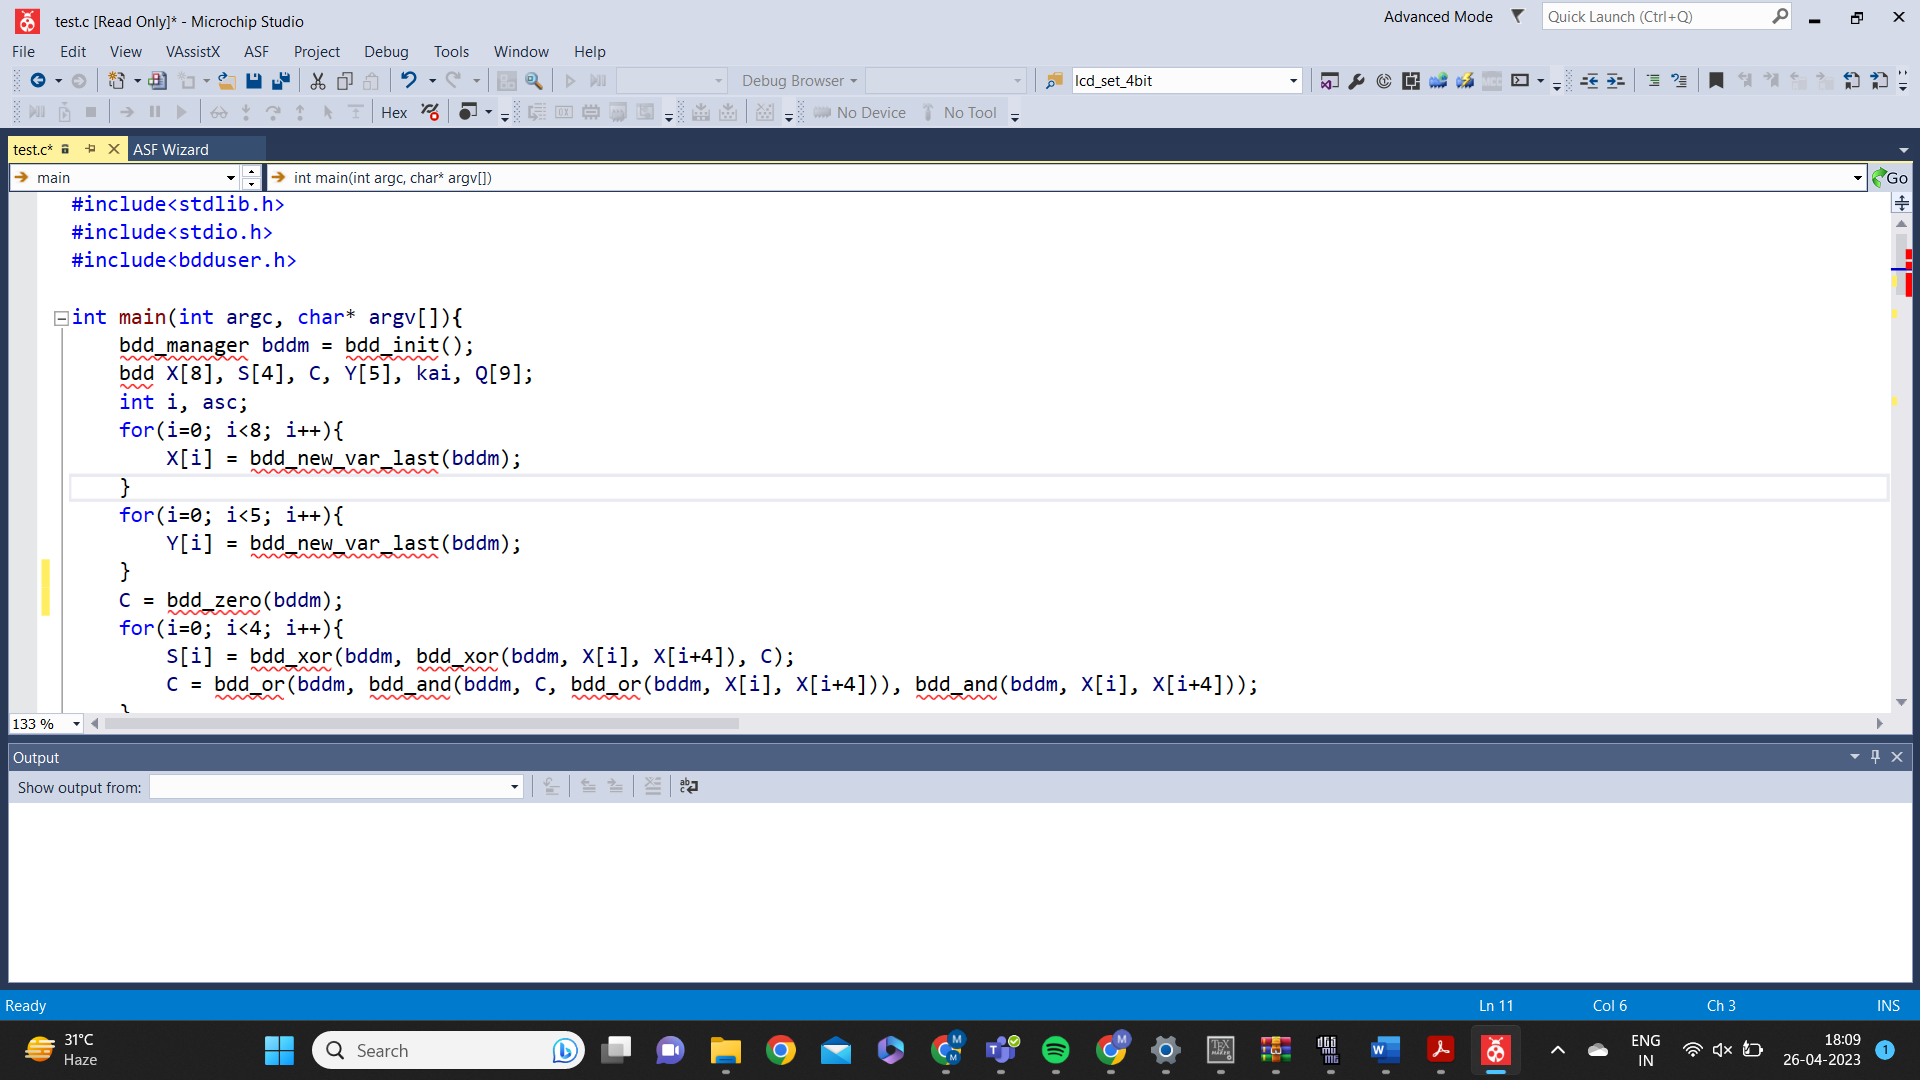 test.c [Read Only]* - Microchip Studio
Advanced Mode
Quick Launch (Ctrl+Q)
File Edit View VAssistX ASF Project Debug Tools Window Help
Debug Browser
lcd_set_4bit
Hex
No Device
No Tool
test.c*
ASF Wizard
main
int main(int argc, char* argv[])
Go
#include<stdlib.h>
#include<stdio.h>
#include<bdduser.h>
int main(int argc, char* argv[]){
bdd_manager bddm = bdd_init();
bdd X[8], S[4], C, Y[5], kai, Q[9];
int i, asc;
for(i=0; i<8; i++){
X[i] = bdd_new_var_last(bddm);
}
for(i=0; i<5; i++){
Y[i] = bdd_new_var_last(bddm);
}
C = bdd_zero(bddm);
for(i=0; i<4; i++){
S[i] = bdd_xor(bddm, bdd_xor(bddm, X[i], X[i+4]), C);
C = bdd_or(bddm, bdd_and(bddm, C, bdd_or(bddm, X[i], X[i+4])), bdd_and(bddm, X[i], X[i+4]));
}
133 %
Output
Show output from:
Ready
Ln 11
Col 6
Ch 3
INS
31°C
Haze
Search
ENG
IN
18:09
26-04-2023
1